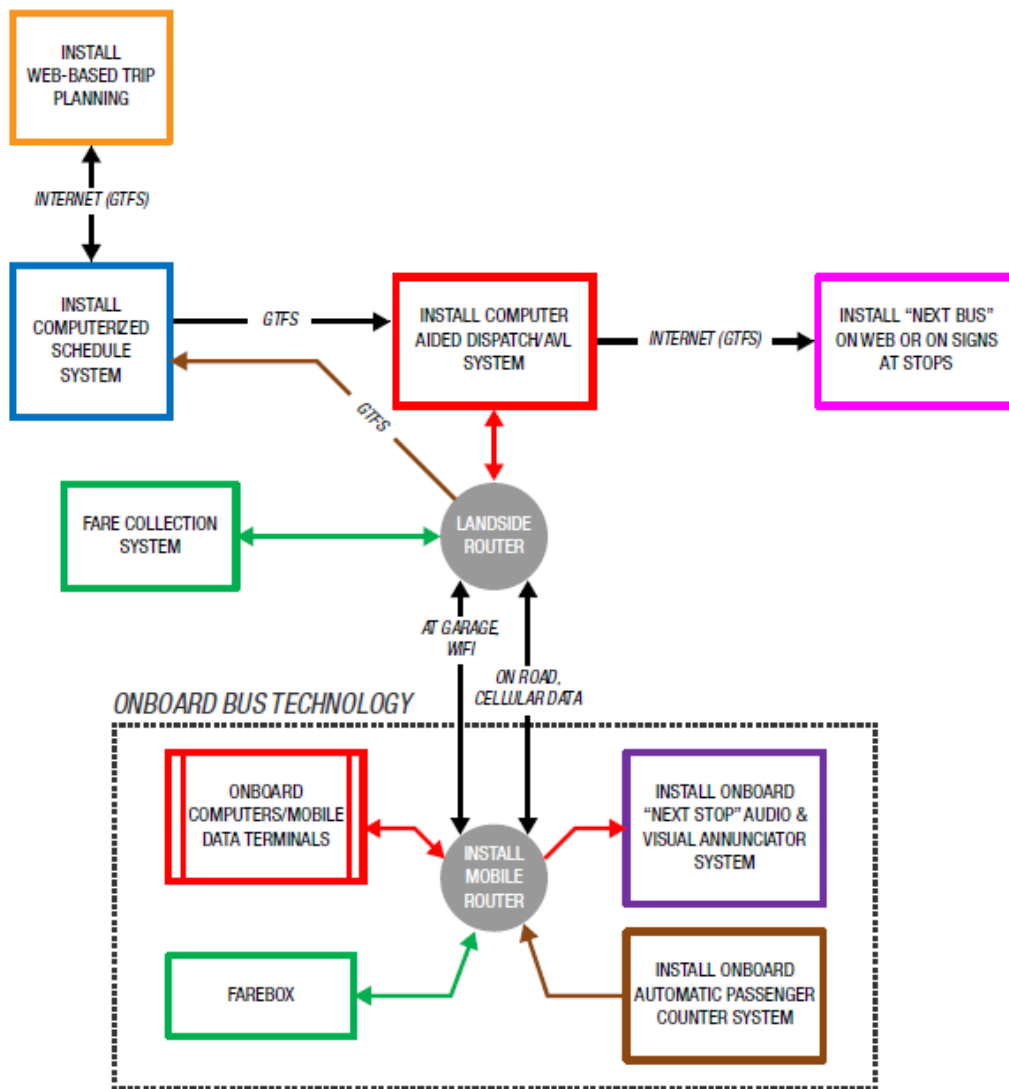 INSTALL
WEB-BASED TRIP
PLANNING
INTERNET (GTFS)
INSTALL
COMPUTERIZED
SCHEDULE
SYSTEM
GTFS
INSTALL COMPUTER
AIDED DISPATCH/AVL
SYSTEM
INTERNET (GTFS)
INSTALL “NEXT BUS”
ON WEB OR ON SIGNS
AT STOPS
GTFS
FARE COLLECTION
SYSTEM
LANDSIDE
ROUTER
AT GARAGE,
WIFI
ON ROAD,
CELLULAR DATA
ONBOARD BUS TECHNOLOGY
ONBOARD
COMPUTERS/MOBILE
DATA TERMINALS
INSTALL ONBOARD
“NEXT STOP” AUDIO &
VISUAL ANNUNCIATOR
SYSTEM
INSTALL
MOBILE
ROUTER
FAREBOX
INSTALL ONBOARD
AUTOMATIC PASSENGER
COUNTER SYSTEM